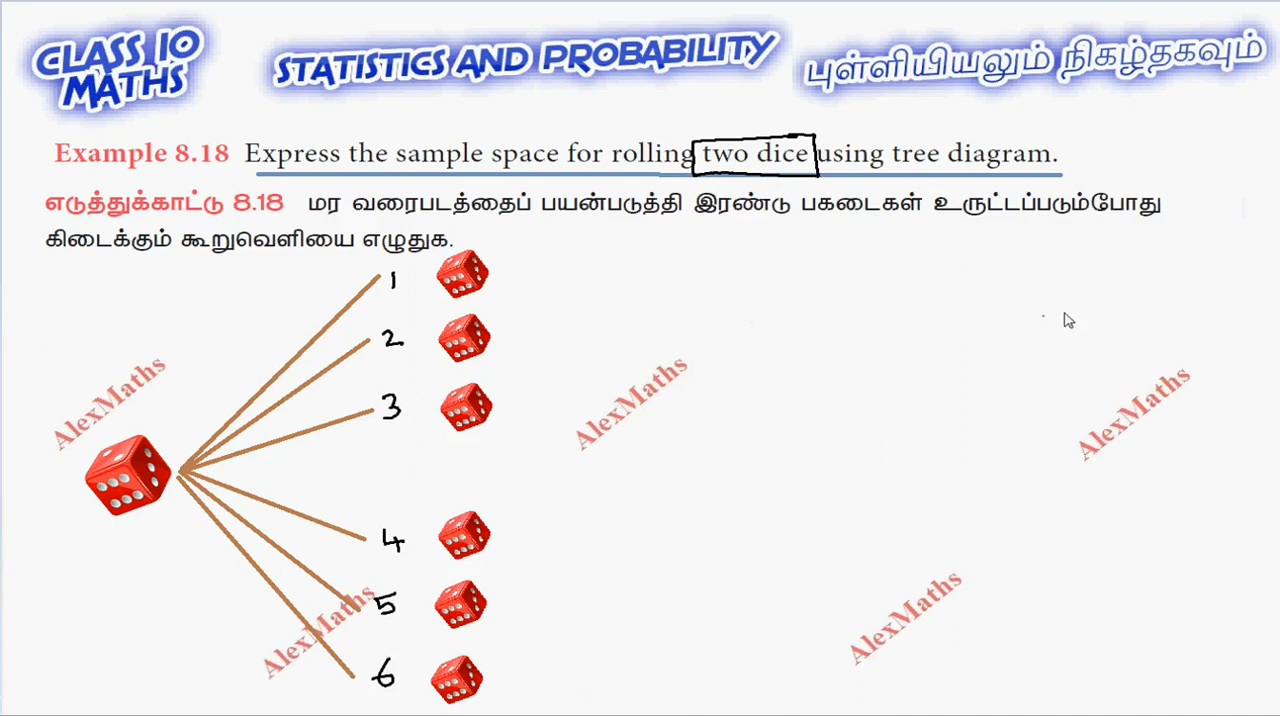 CLASS 10
MATHS
STATISTICS AND PROBABILITY
புள்ளியியலும் நிகழ்தகவும்
Example 8.18 Express the sample space for rolling two dice using tree diagram.
எடுத்துக்காட்டு 8.18 மர வரைபடத்தைப் பயன்படுத்தி இரண்டு பகடைகள் உருட்டப்படும்போது
கிடைக்கும் கூறுவெளியை எழுதுக.
1
2
3
4
5
6
AlexMaths
AlexMaths
AlexMaths
AlexMaths
AlexMaths